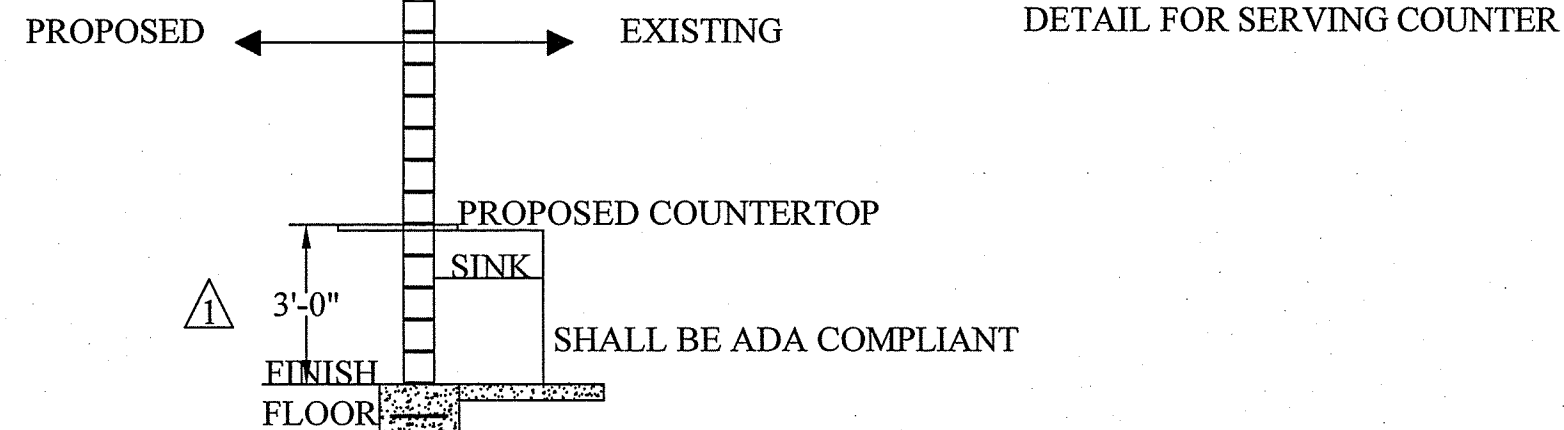 PROPOSED
EXISTING
DETAIL FOR SERVING COUNTER
PROPOSED COUNTERTOP
SINK
1
3'-0"
SHALL BE ADA COMPLIANT
FINISH
FLOOR